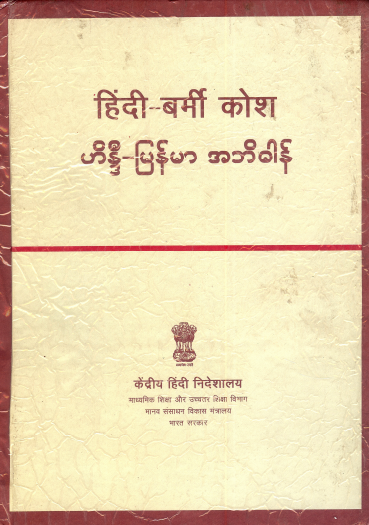 हिंदी-बर्मी कोश
ဟိန္ဒီ-မြန်မာ အဘိဓါန်
केंद्रीय हिंदी निदेशालय
माध्यमिक शिक्षा और उच्चतर शिक्षा विभाग
मानव संसाधन विकास मंत्रालय
भारत सरकार